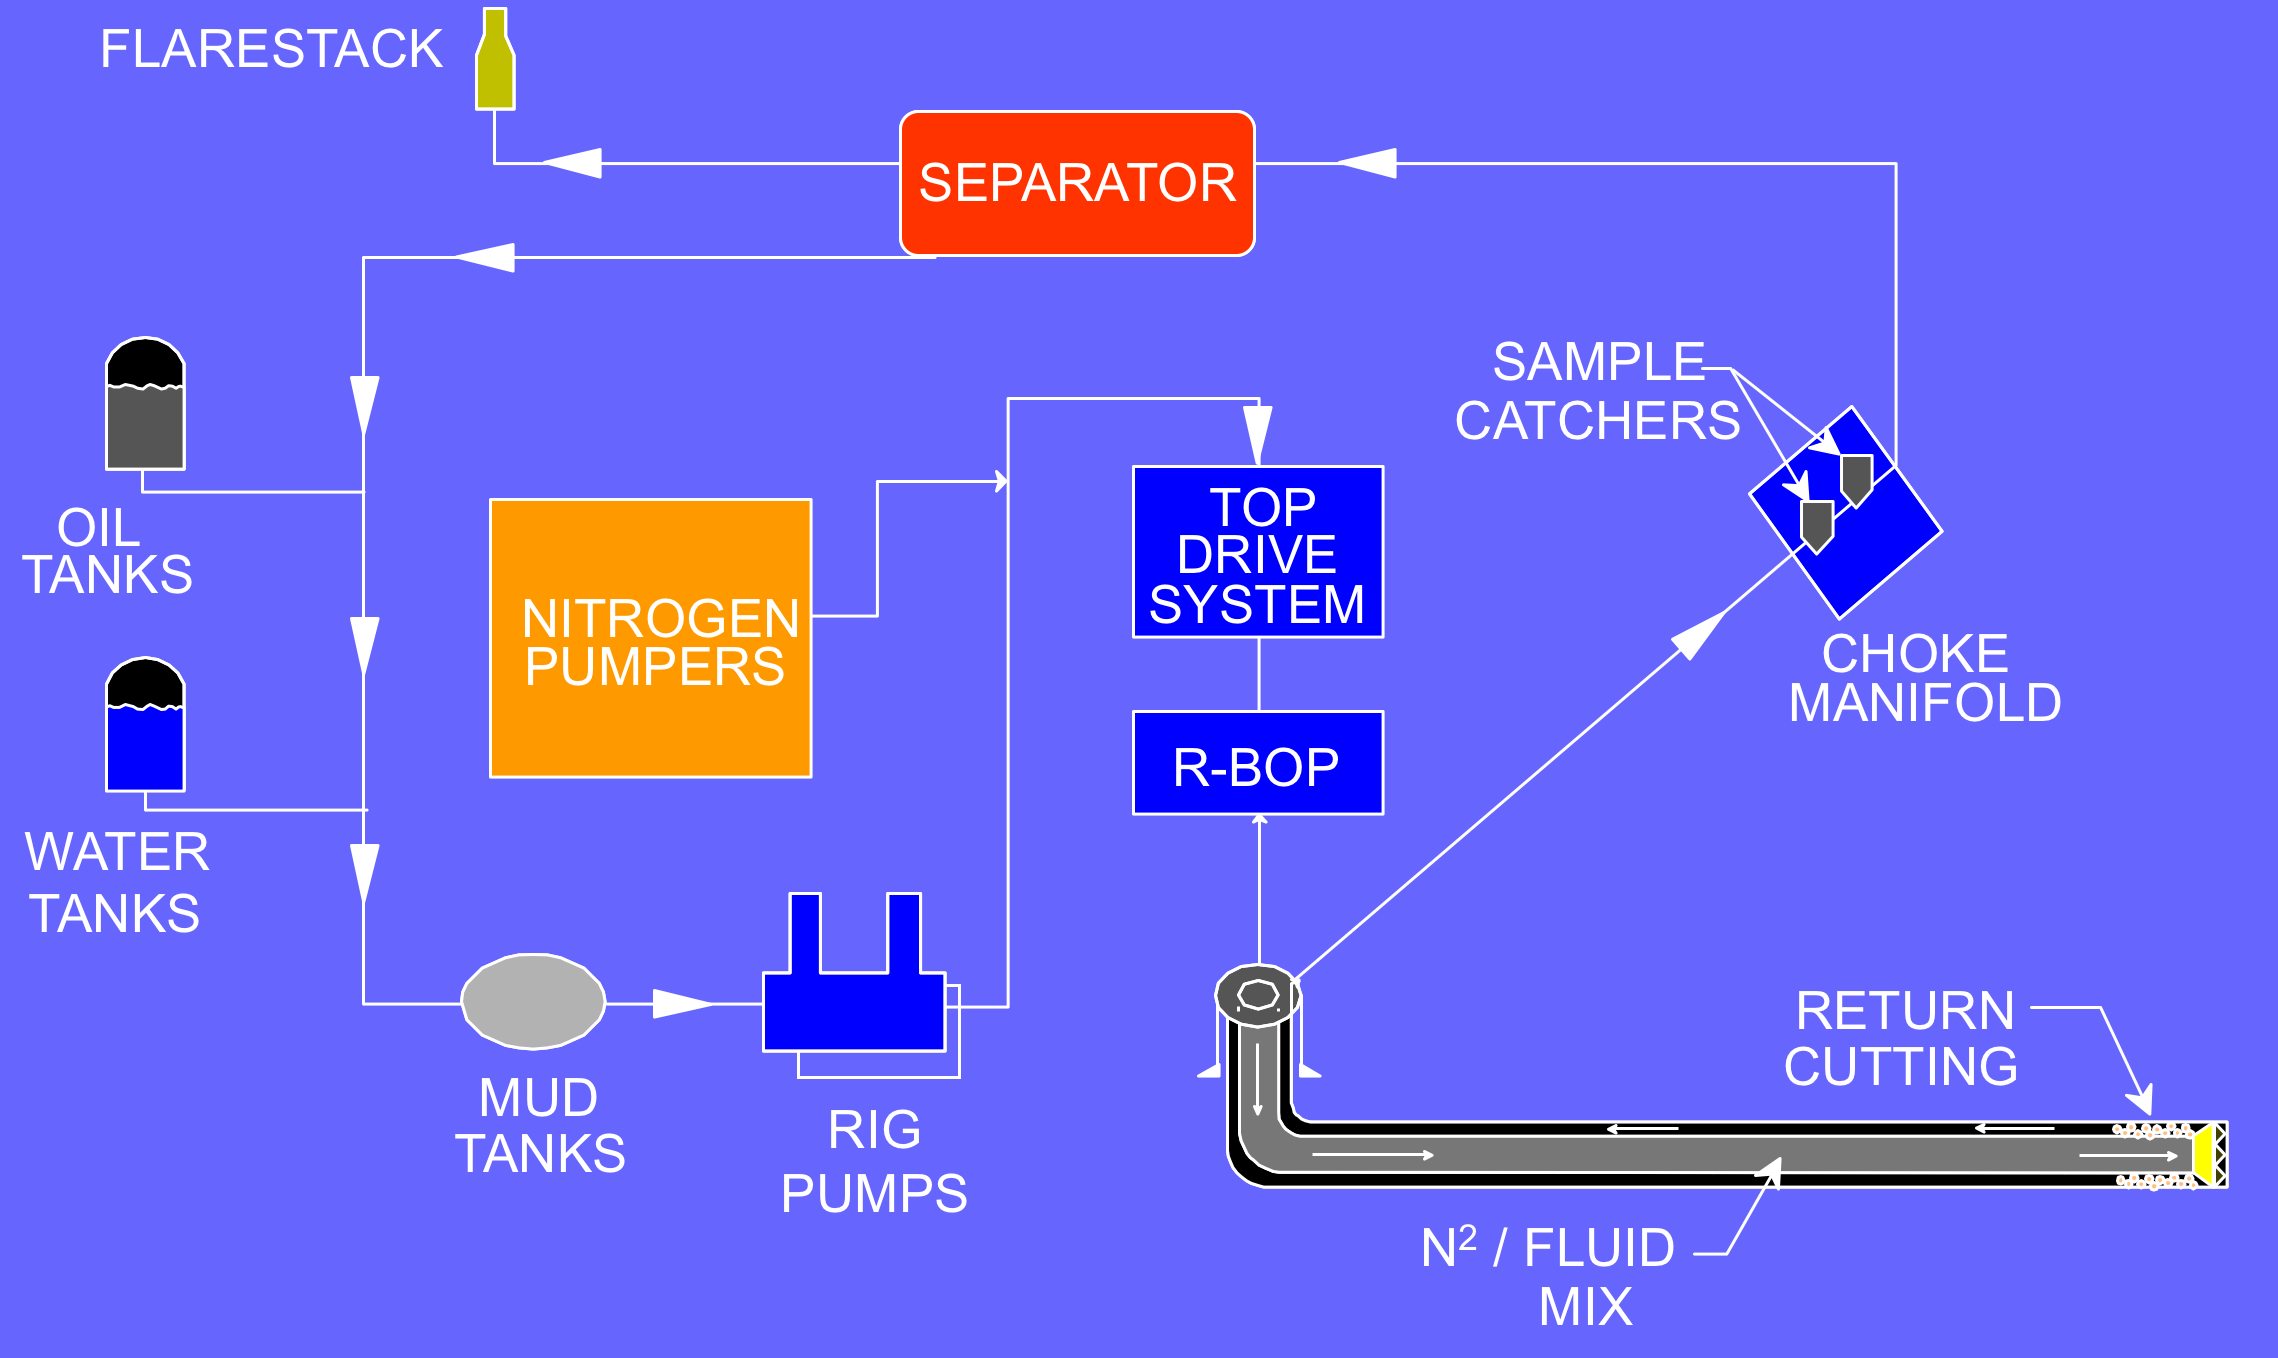 FLARESTACK
SEPARATOR
SAMPLE
CATCHERS
OIL
TANKS
TOP
DRIVE
SYSTEM
NITROGEN
PUMPERS
CHOKE
MANIFOLD
R-BOP
WATER
TANKS
RETURN
CUTTING
MUD
TANKS
RIG
PUMPS
N² / FLUID
MIX